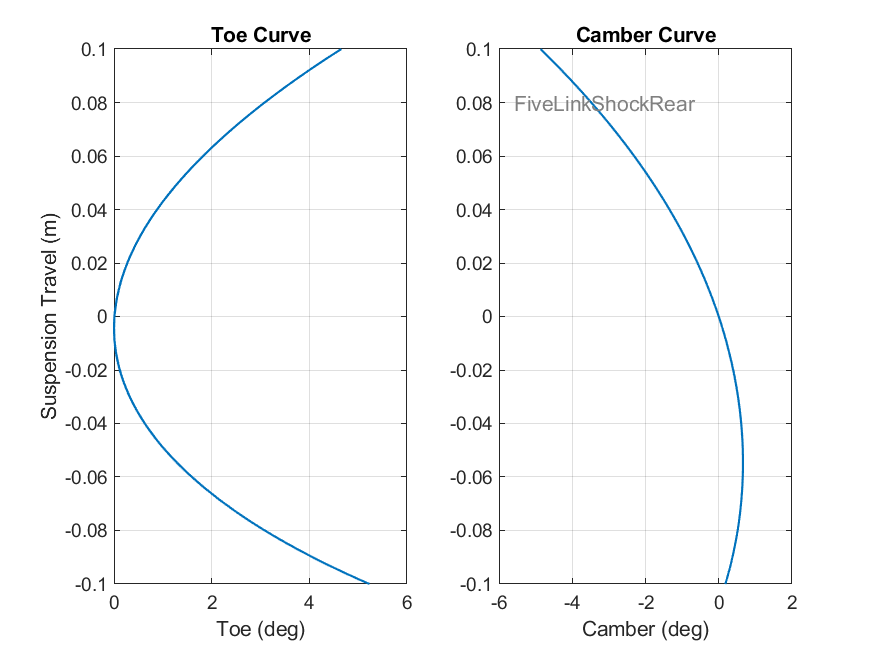 Toe Curve
0.1
0.08
0.06
0.04
0.02
0
-0.02
-0.04
-0.06
-0.08
-0.1
Suspension Travel (m)
0 2 4 6
Toe (deg)
Camber Curve
FiveLinkShockRear
0.1
0.08
0.06
0.04
0.02
0
-0.02
-0.04
-0.06
-0.08
-0.1
-6 -4 -2 0 2
Camber (deg)